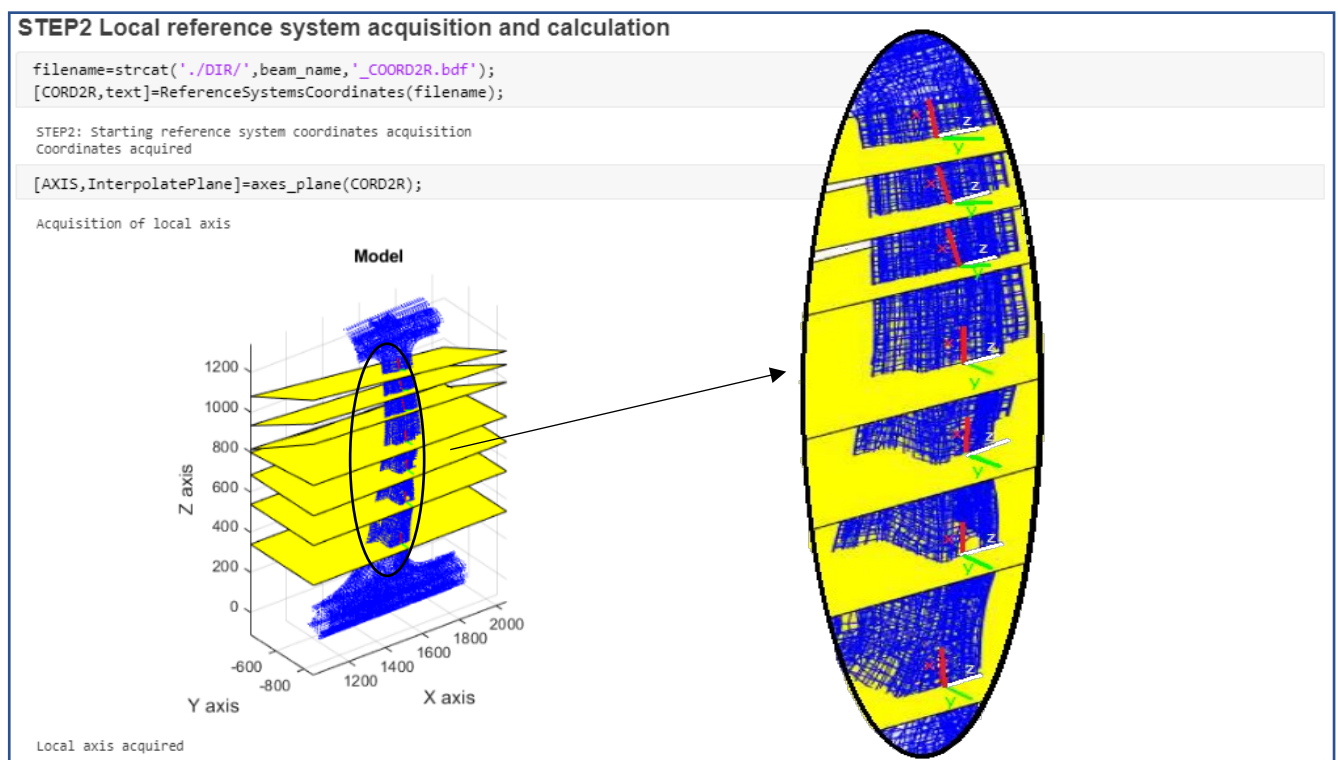 STEP2 Local reference system acquisition and calculation
filename=strcat('./DIR/',beam_name,'_COORD2R.bdf');
[CORD2R,text]=ReferenceSystemsCoordinates(filename);
STEP2: Starting reference system coordinates acquisition
Coordinates acquired
[AXIS,InterpolatePlane]=axes_plane(CORD2R);
Acquisition of local axis
Model
1200
1000
800
600
400
200
0
Z axis
-600
-800
Y axis
1200
1400
1600
1800
2000
X axis
x z
y
x z
y
x z
y
x z
y
x z
y
x z
y
x z
y
Local axis acquired